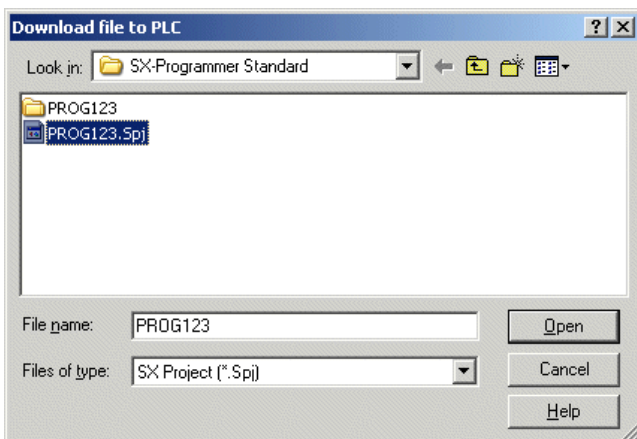 Download file to PLC
Look in: SX-Programmer Standard
PROG123
PROG123.Spj
File name: PROG123 Open
Files of type: SX Project (*.Spj) Cancel
Help